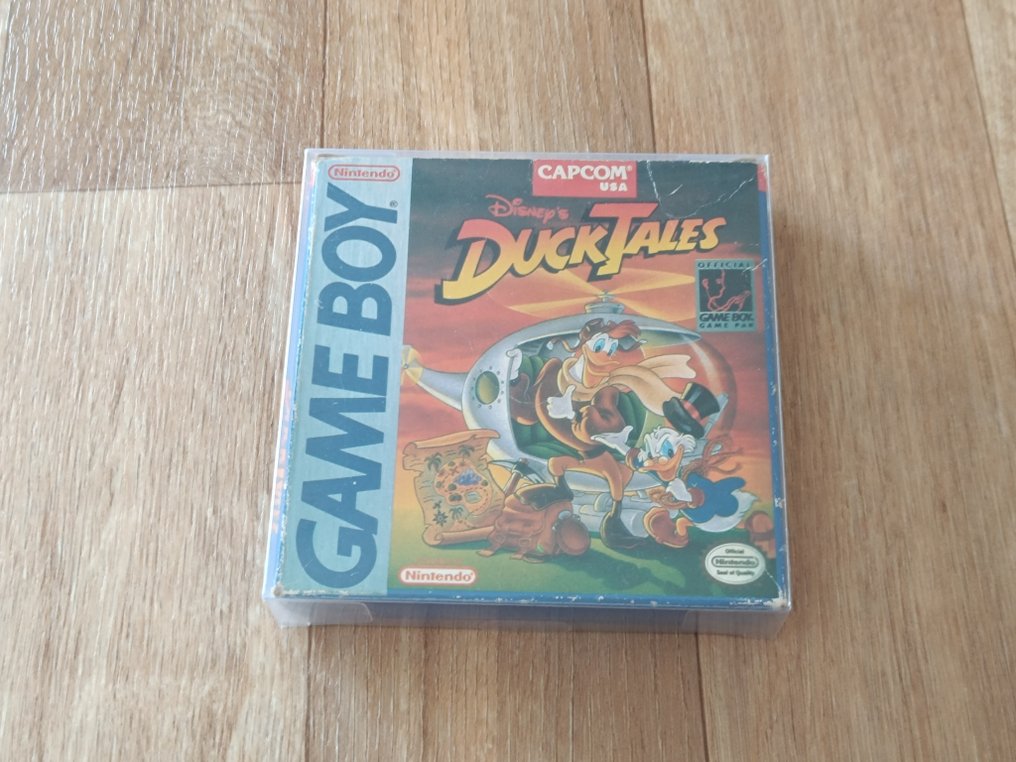 Nintendo®
GAME BOY®
CAPCOM®
USA
Disney's
DUCKTALES
OFFICIAL
GAME BOY
GAME PAK
Nintendo®
Official
Nintendo
Seal of Quality